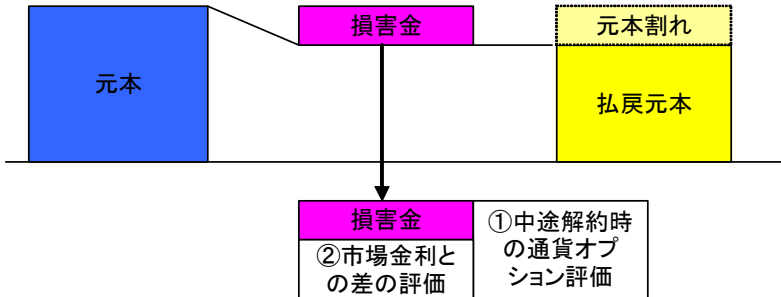 元本
損害金
元本割れ
払戻元本
損害金
②市場金利と
の差の評価
①中途解約時
の通貨オプ
ション評価